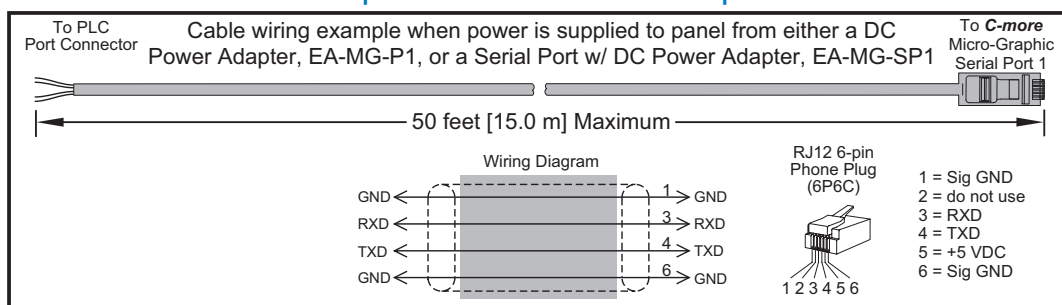 To PLC
Port Connector
Cable wiring example when power is supplied to panel from either a DC
Power Adapter, EA-MG-P1, or a Serial Port w/ DC Power Adapter, EA-MG-SP1
To C-more
Micro-Graphic
Serial Port 1
50 feet [15.0 m] Maximum
Wiring Diagram
GND 1 GND
RXD 3 RXD
TXD 4 TXD
GND 6 GND
RJ12 6-pin
Phone Plug
(6P6C)
1 2 3 4 5 6
1 = Sig GND
2 = do not use
3 = RXD
4 = TXD
5 = +5 VDC
6 = Sig GND